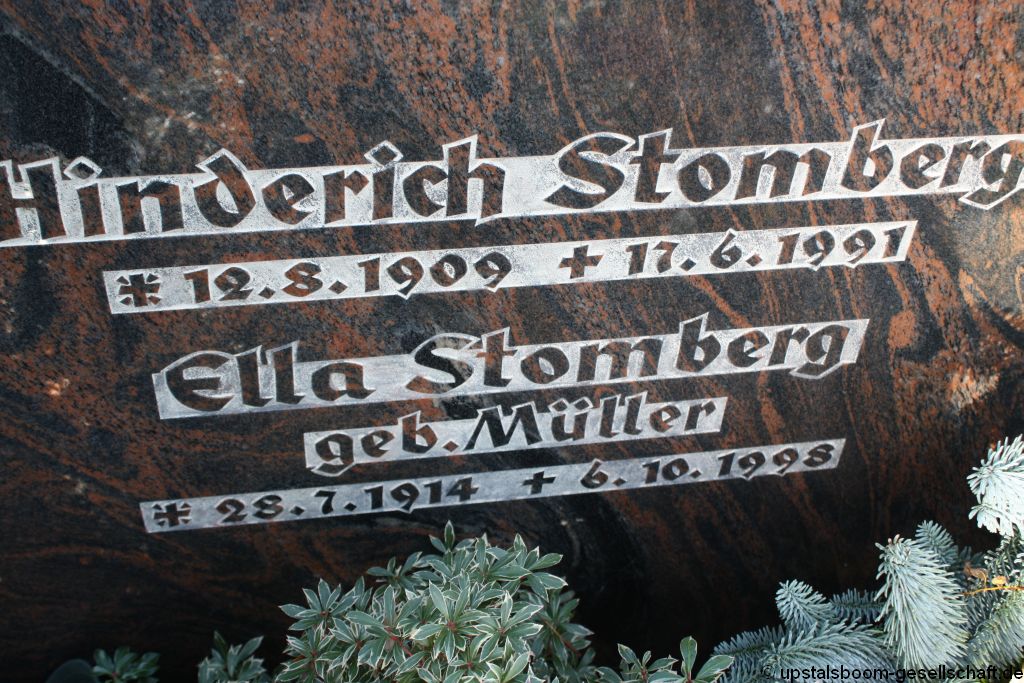 Hinderich Stomberg
* 12.8.1909 + 17.6.1991
Ella Stomberg
geb. Müller
* 28.7.1914 + 6.10.1998
© upstalsboom-gesellschaft.de